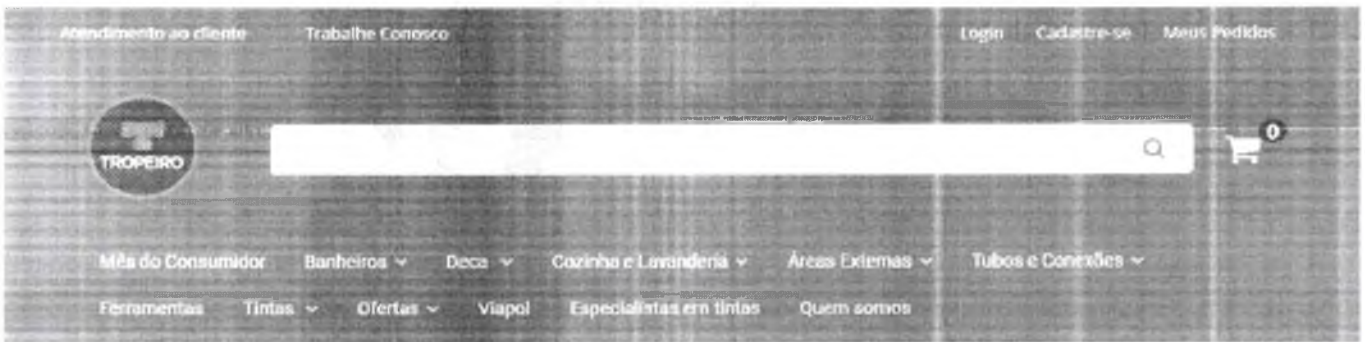 Atendimento ao cliente Trabalhe Conosco Login Cadastre-se Meus Pedidos
TROPEIRO
0
Mês do Consumidor Banheiros Deca Cozinha e Lavanderia Áreas Externas Tubos e Conexões
Ferramentas Tintas Ofertas Viapol Especialistas em tintas Quem somos